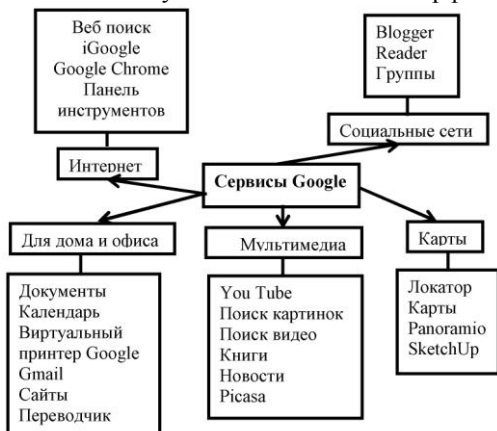 Веб поиск
iGoogle
Google Chrome
Панель
инструментов
Интернет
Blogger
Reader
Группы
Социальные сети
Сервисы Google
Для дома и офиса
Мультимедиа
Карты
Документы
Календарь
Виртуальный
принтер Google
Gmail
Сайты
Переводчик
You Tube
Поиск картинок
Поиск видео
Книги
Новости
Picasa
Локатор
Карты
Panoramio
SketchUp